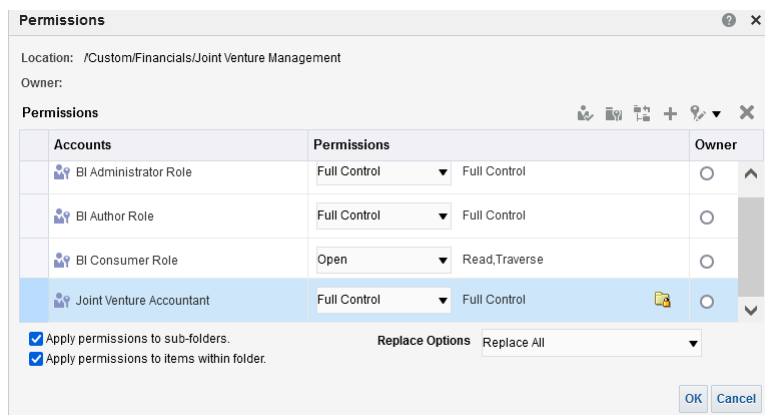 Permissions
Location: /Custom/Financials/Joint Venture Management
Owner:
Permissions
Accounts Permissions Owner
BI Administrator Role Full Control Full Control
BI Author Role Full Control Full Control
BI Consumer Role Open Read,Traverse
Joint Venture Accountant Full Control Full Control
Apply permissions to sub-folders. Replace Options Replace All
Apply permissions to items within folder.
OK Cancel